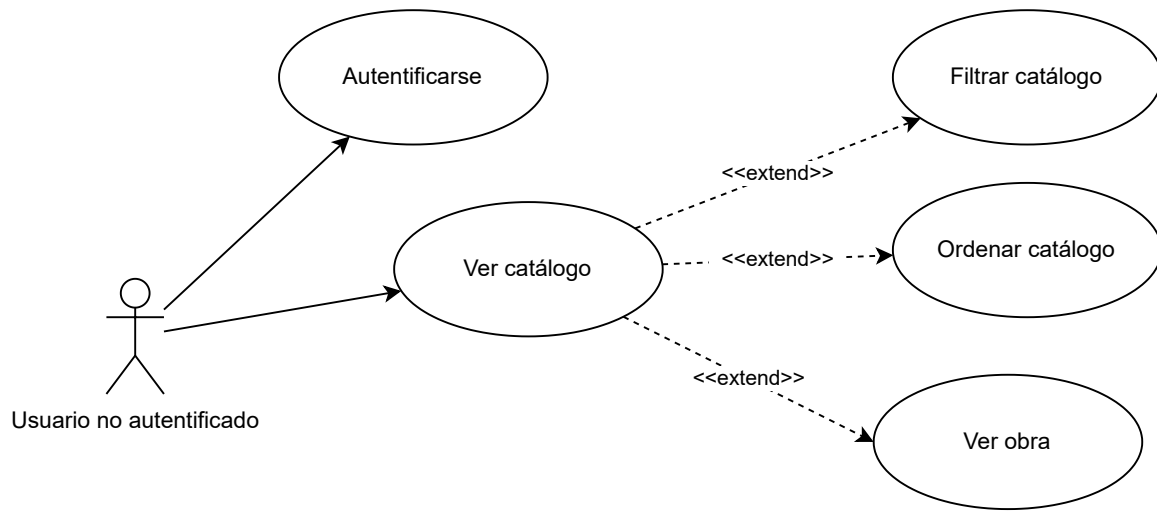 Autentificarse
Filtrar catálogo
<<extend>>
Ver catálogo
<<extend>>
Ordenar catálogo
<<extend>>
Usuario no autentificado
Ver obra